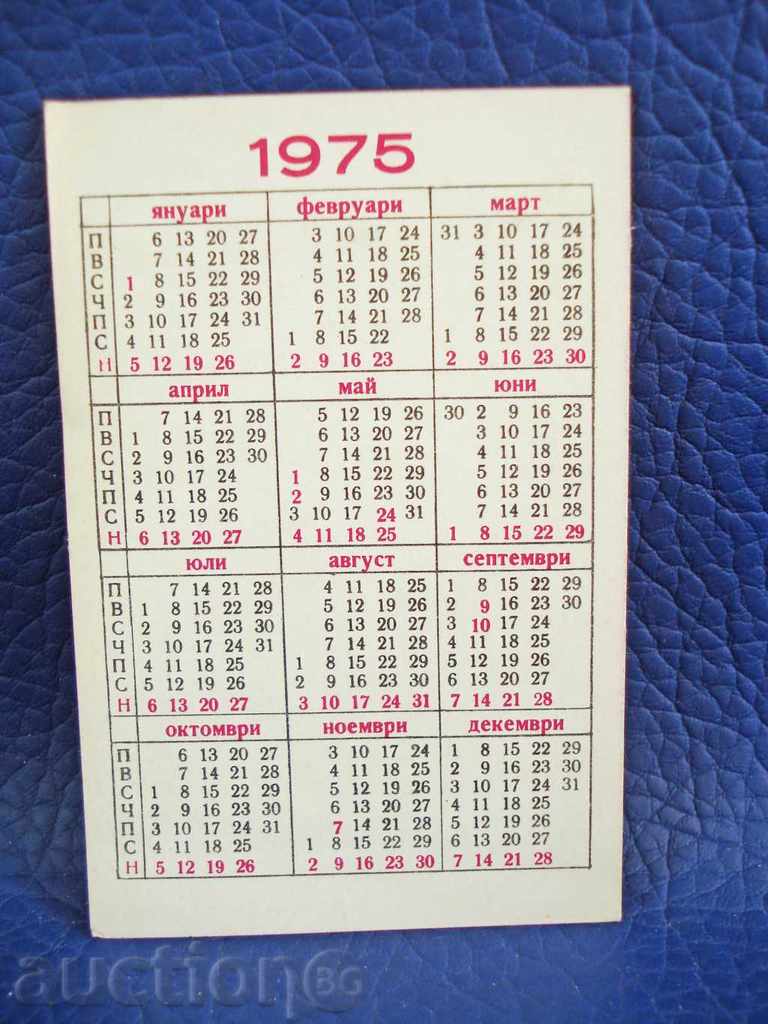 1975
януари февруари март
П 6 13 20 27 3 10 17 24 31 3 10 17 24
В 7 14 21 28 4 11 18 25 4 11 18 25
С 1 8 15 22 29 5 12 19 26 5 12 19 26
Ч 2 9 16 23 30 6 13 20 27 6 13 20 27
П 3 10 17 24 31 7 14 21 28 7 14 21 28
С 4 11 18 25 1 8 15 22 1 8 15 22 29
Н 5 12 19 26 2 9 16 23 2 9 16 23 30
април май юни
П 7 14 21 28 5 12 19 26 30 2 9 16 23
В 1 8 15 22 29 6 13 20 27 3 10 17 24
С 2 9 16 23 30 7 14 21 28 4 11 18 25
Ч 3 10 17 24 1 8 15 22 29 5 12 19 26
П 4 11 18 25 2 9 16 23 30 6 13 20 27
С 5 12 19 26 3 10 17 24 31 7 14 21 28
Н 6 13 20 27 4 11 18 25 1 8 15 22 29
юли август септември
П 7 14 21 28 4 11 18 25 1 8 15 22 29
В 1 8 15 22 29 5 12 19 26 2 9 16 23 30
С 2 9 16 23 30 6 13 20 27 3 10 17 24
Ч 3 10 17 24 31 7 14 21 28 4 11 18 25
П 4 11 18 25 1 8 15 22 29 5 12 19 26
С 5 12 19 26 2 9 16 23 30 6 13 20 27
Н 6 13 20 27 3 10 17 24 31 7 14 21 28
октомври ноември декември
П 6 13 20 27 3 10 17 24 1 8 15 22 29
В 7 14 21 28 4 11 18 25 2 9 16 23 30
С 1 8 15 22 29 5 12 19 26 3 10 17 24 31
Ч 2 9 16 23 30 6 13 20 27 4 11 18 25
П 3 10 17 24 31 7 14 21 28 5 12 19 26
С 4 11 18 25 1 8 15 22 29 6 13 20 27
Н 5 12 19 26 2 9 16 23 30 7 14 21 28
auctionBG